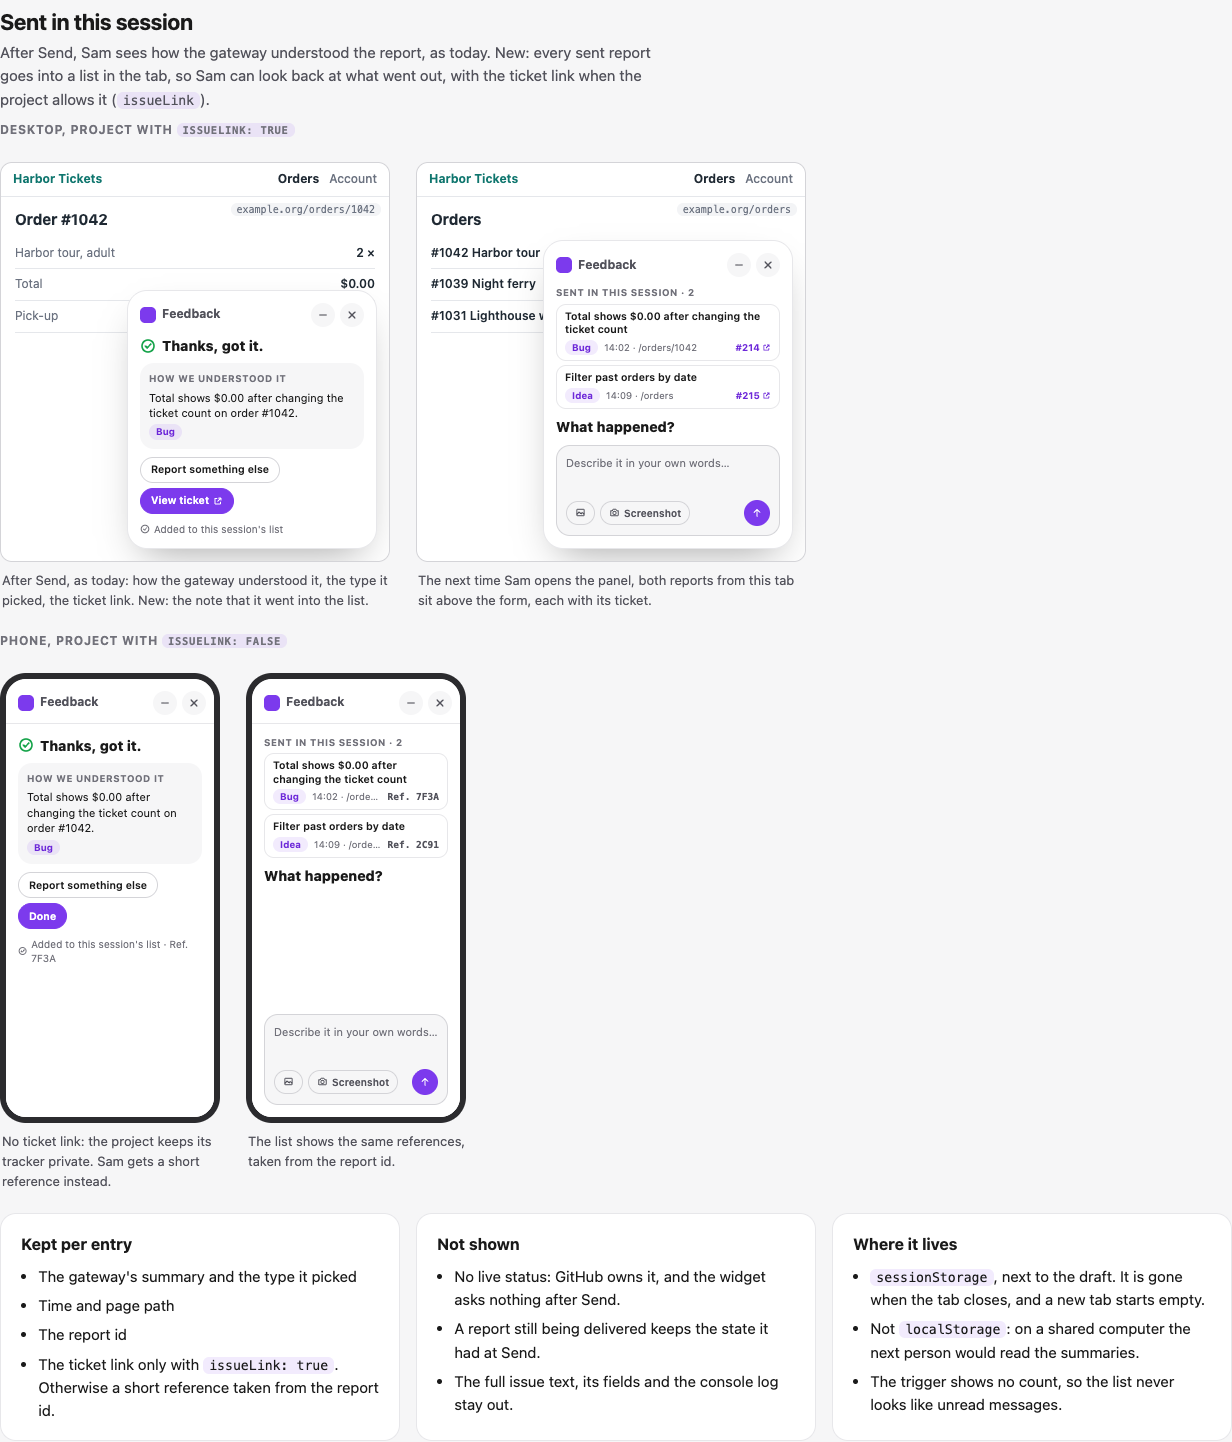 Sent in this session
After Send, Sam sees how the gateway understood the report, as today. New: every sent report
goes into a list in the tab, so Sam can look back at what went out, with the ticket link when the
project allows it ( issueLink ).
DESKTOP, PROJECT WITH ISSUELINK: TRUE
Harbor Tickets
Orders Account
example.org/orders/1042
Order #1042
Harbor tour, adult 2 ×
Total $0.00
Pick-up
Feedback
Thanks, got it.
HOW WE UNDERSTOOD IT
Total shows $0.00 after changing the
ticket count on order #1042.
Bug
Report something else
View ticket
Added to this session's list
After Send, as today: how the gateway understood it, the type it
picked, the ticket link. New: the note that it went into the list.
Harbor Tickets
Orders Account
example.org/orders
Orders
#1042 Harbor tour
#1039 Night ferry
#1031 Lighthouse
Feedback
SENT IN THIS SESSION · 2
Total shows $0.00 after changing the
ticket count
Bug 14:02 · /orders/1042 #214
Filter past orders by date
Idea 14:09 · /orders #215
What happened?
Describe it in your own words...
Screenshot
The next time Sam opens the panel, both reports from this tab
sit above the form, each with its ticket.
PHONE, PROJECT WITH ISSUELINK: FALSE
Feedback
Thanks, got it.
HOW WE UNDERSTOOD IT
Total shows $0.00 after
changing the ticket count on
order #1042.
Bug
Report something else
Done
Added to this session's list · Ref.
7F3A
No ticket link: the project keeps its
tracker private. Sam gets a short
reference instead.
Feedback
SENT IN THIS SESSION · 2
Total shows $0.00 after
changing the ticket count
Bug 14:02 · /orde... Ref. 7F3A
Filter past orders by date
Idea 14:09 · /orde... Ref. 2C91
What happened?
Describe it in your own words...
Screenshot
The list shows the same references,
taken from the report id.
Kept per entry
• The gateway's summary and the type it picked
• Time and page path
• The report id
• The ticket link only with issueLink: true .
Otherwise a short reference taken from the report
id.
Not shown
• No live status: GitHub owns it, and the widget
asks nothing after Send.
• A report still being delivered keeps the state it
had at Send.
• The full issue text, its fields and the console log
stay out.
Where it lives
• sessionStorage , next to the draft. It is gone
when the tab closes, and a new tab starts empty.
• Not localStorage : on a shared computer the
next person would read the summaries.
• The trigger shows no count, so the list never
looks like unread messages.